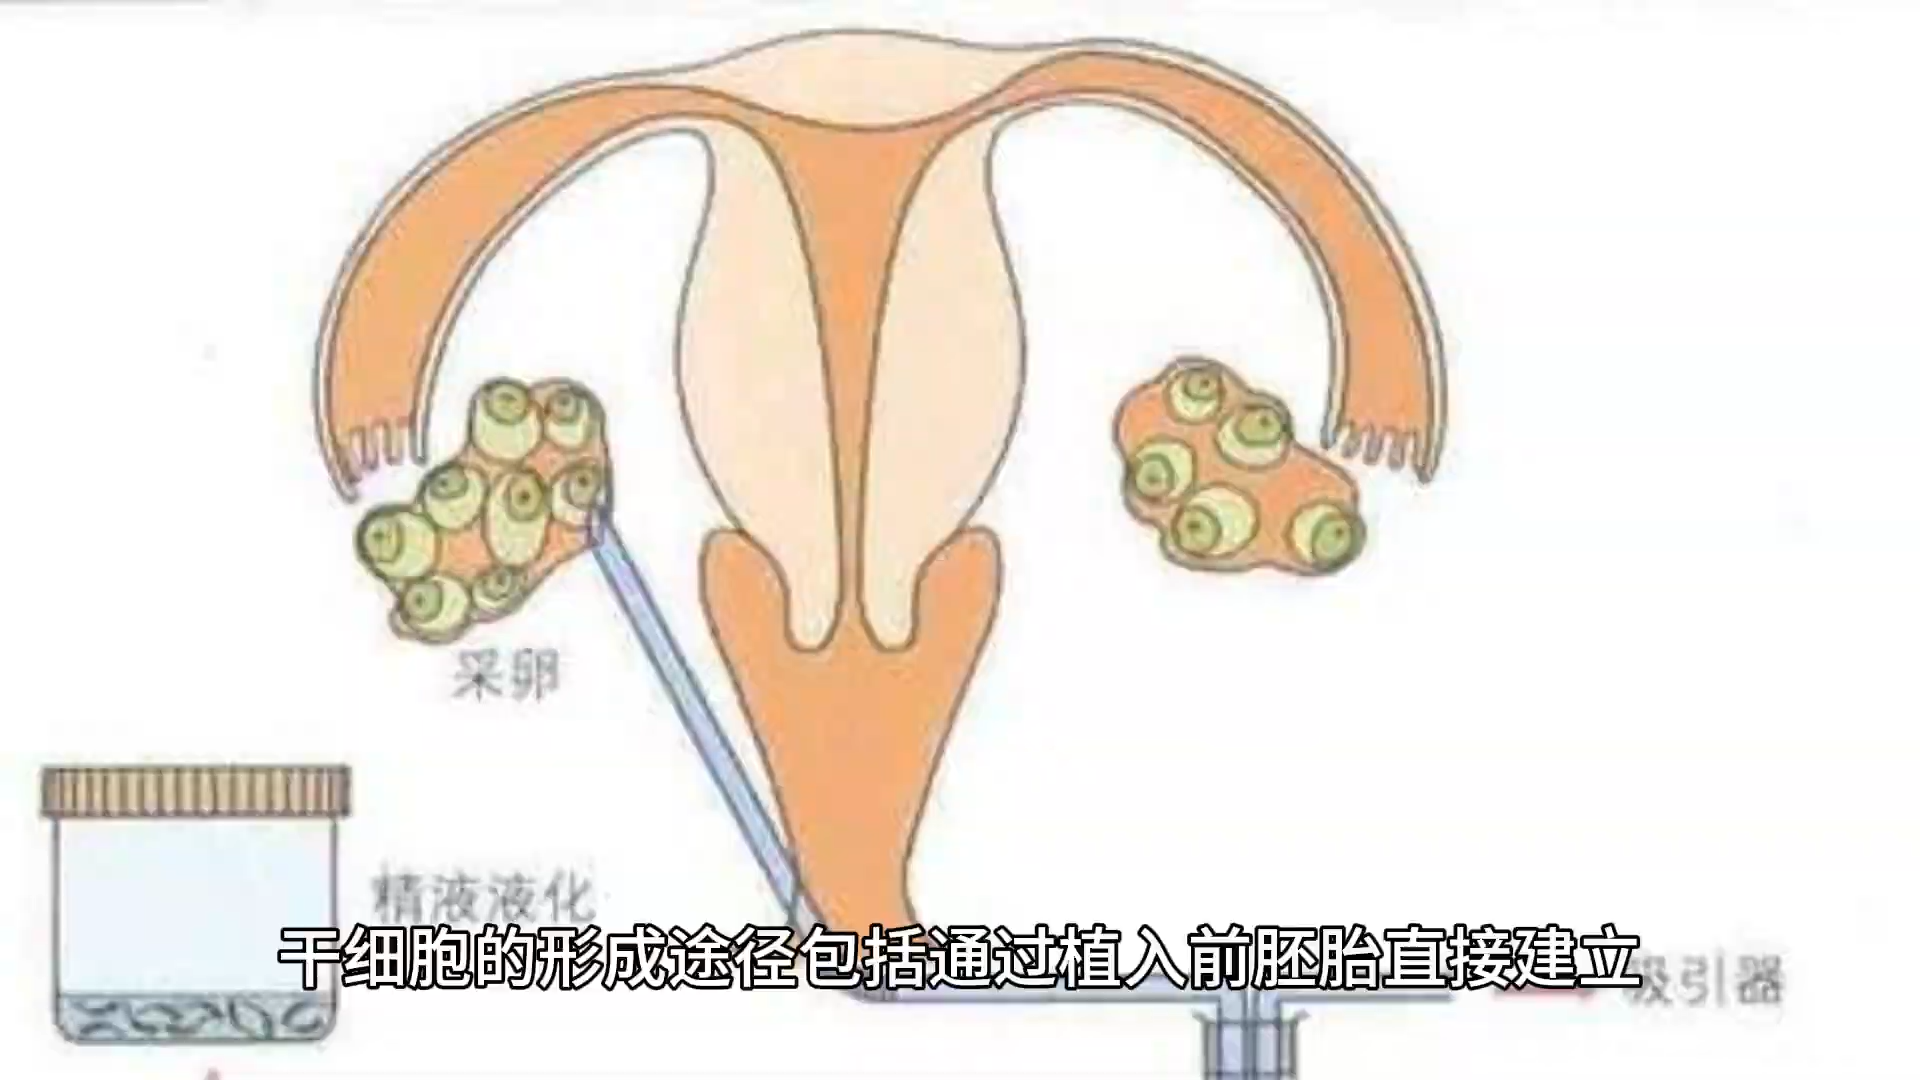 采卵
精液液化
干细胞的形成途径包括通过植入前胚胎直接建立
吸引器